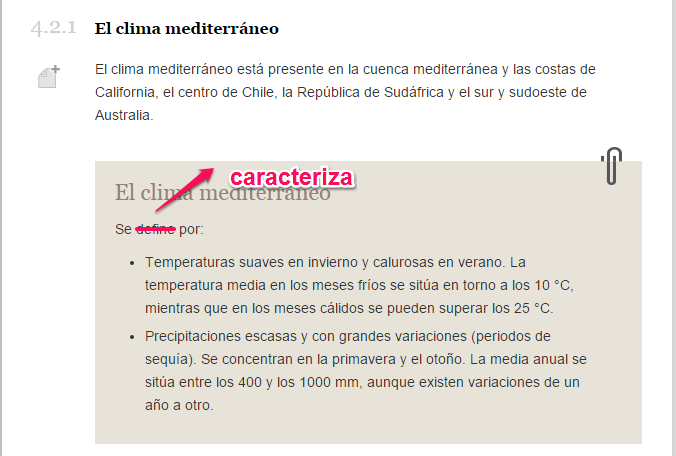 4.2.1 El clima mediterráneo
El clima mediterráneo está presente en la cuenca mediterránea y las costas de
California, el centro de Chile, la República de Sudáfrica y el sur y sudoeste de
Australia.
caracteriza
El clima mediterráneo
Se define por:
• Temperaturas suaves en invierno y calurosas en verano. La
temperatura media en los meses fríos se sitúa en torno a los 10 °C,
mientras que en los meses cálidos se pueden superar los 25 °C.
• Precipitaciones escasas y con grandes variaciones (periodos de
sequía). Se concentran en la primavera y el otoño. La media anual se
sitúa entre los 400 y los 1000 mm, aunque existen variaciones de un
año a otro.